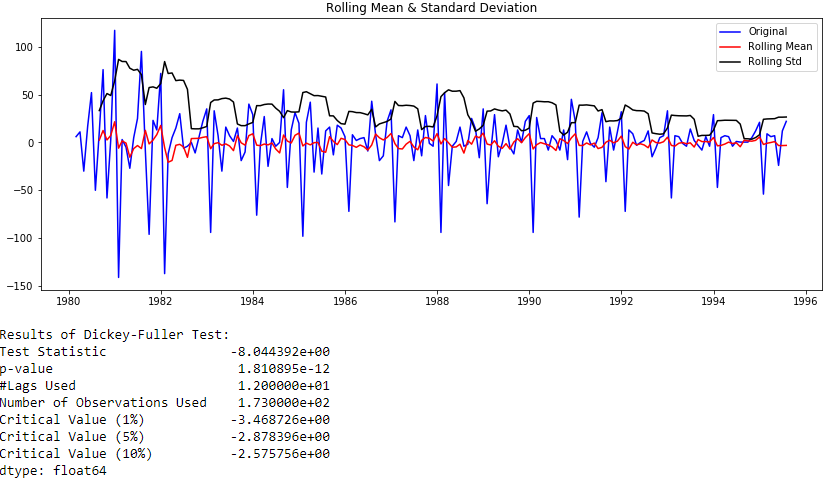 Rolling Mean & Standard Deviation
Original
Rolling Mean
Rolling Std
100
50
0
−50
−100
−150
1980 1982 1984 1986 1988 1990 1992 1994 1996
Results of Dickey-Fuller Test:
Test Statistic -8.044392e+00
p-value 1.810895e-12
#Lags Used 1.200000e+01
Number of Observations Used 1.730000e+02
Critical Value (1%) -3.468726e+00
Critical Value (5%) -2.878396e+00
Critical Value (10%) -2.575756e+00
dtype: float64